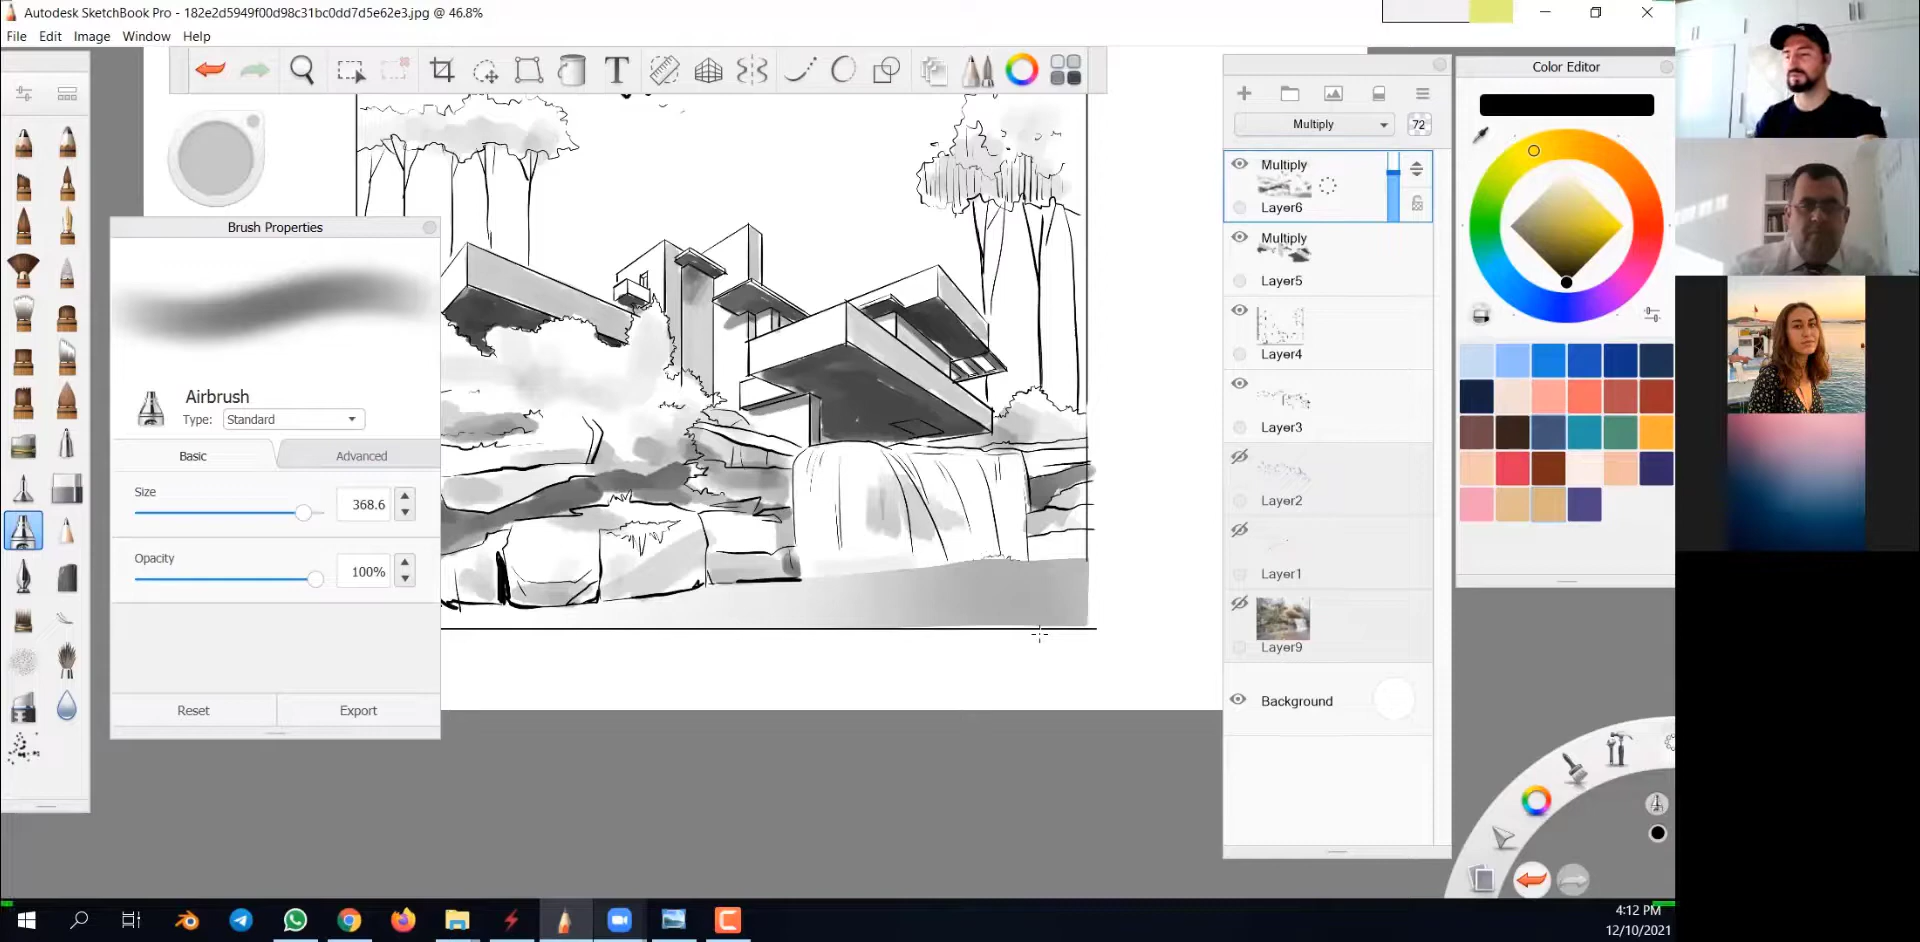 Autodesk SketchBook Pro - 182e2d5949f00d98c31bc0dd7d5e62e3.jpg @ 46.8%
File Edit Image Window Help
Brush Properties
Airbrush
Type: Standard
Basic Advanced
Size 368.6
Opacity 100%
Reset Export
Multiply 72
Multiply
Layer6
Multiply
Layer5
Layer4
Layer3
Layer2
Layer1
Layer9
Background
Color Editor
4:12 PM
12/10/2021